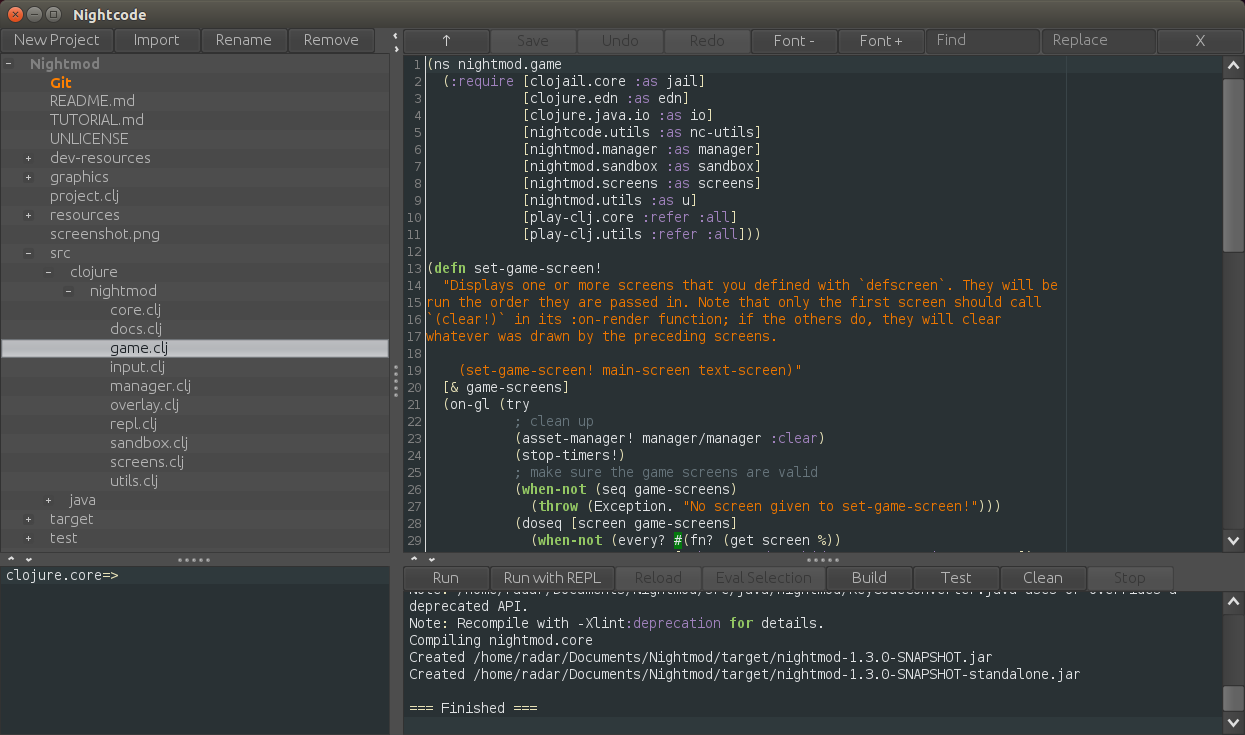 Nightcode
New Project Import Rename Remove
↑ Save Undo Redo Font - Font + Find Replace X
- Nightmod
Git
README.md
TUTORIAL.md
UNLICENSE
+ dev-resources
+ graphics
project.clj
+ resources
screenshot.png
- src
- clojure
- nightmod
core.clj
docs.clj
game.clj
input.clj
manager.clj
overlay.clj
repl.clj
sandbox.clj
screens.clj
utils.clj
+ java
+ target
+ test
1 (ns nightmod.game
2   (:require [clojail.core :as jail]
3             [clojure.edn :as edn]
4             [clojure.java.io :as io]
5             [nightcode.utils :as nc-utils]
6             [nightmod.manager :as manager]
7             [nightmod.sandbox :as sandbox]
8             [nightmod.screens :as screens]
9             [nightmod.utils :as u]
10             [play-clj.core :refer :all]
11             [play-clj.utils :refer :all]))
12
13 (defn set-game-screen!
14   "Displays one or more screens that you defined with `defscreen`. They will be
15 run the order they are passed in. Note that only the first screen should call
16 `(clear!)` in its :on-render function; if the others do, they will clear
17 whatever was drawn by the preceding screens.
18
19     (set-game-screen! main-screen text-screen)"
20   [& game-screens]
21   (on-gl (try
22            ; clean up
23            (asset-manager! manager/manager :clear)
24            (stop-timers!)
25            ; make sure the game screens are valid
26            (when-not (seq game-screens)
27              (throw (Exception. "No screen given to set-game-screen!")))
28            (doseq [screen game-screens]
29              (when-not (every? #(fn? (get screen %))
clojure.core=>
Run Run with REPL Reload Eval Selection Build Test Clean Stop
Note: /home/radar/Documents/Nightmod/src/java/nightmod/KeyCodeConverter.java uses or overrides a
deprecated API.
Note: Recompile with -Xlint:deprecation for details.
Compiling nightmod.core
Created /home/radar/Documents/Nightmod/target/nightmod-1.3.0-SNAPSHOT.jar
Created /home/radar/Documents/Nightmod/target/nightmod-1.3.0-SNAPSHOT-standalone.jar

=== Finished ===